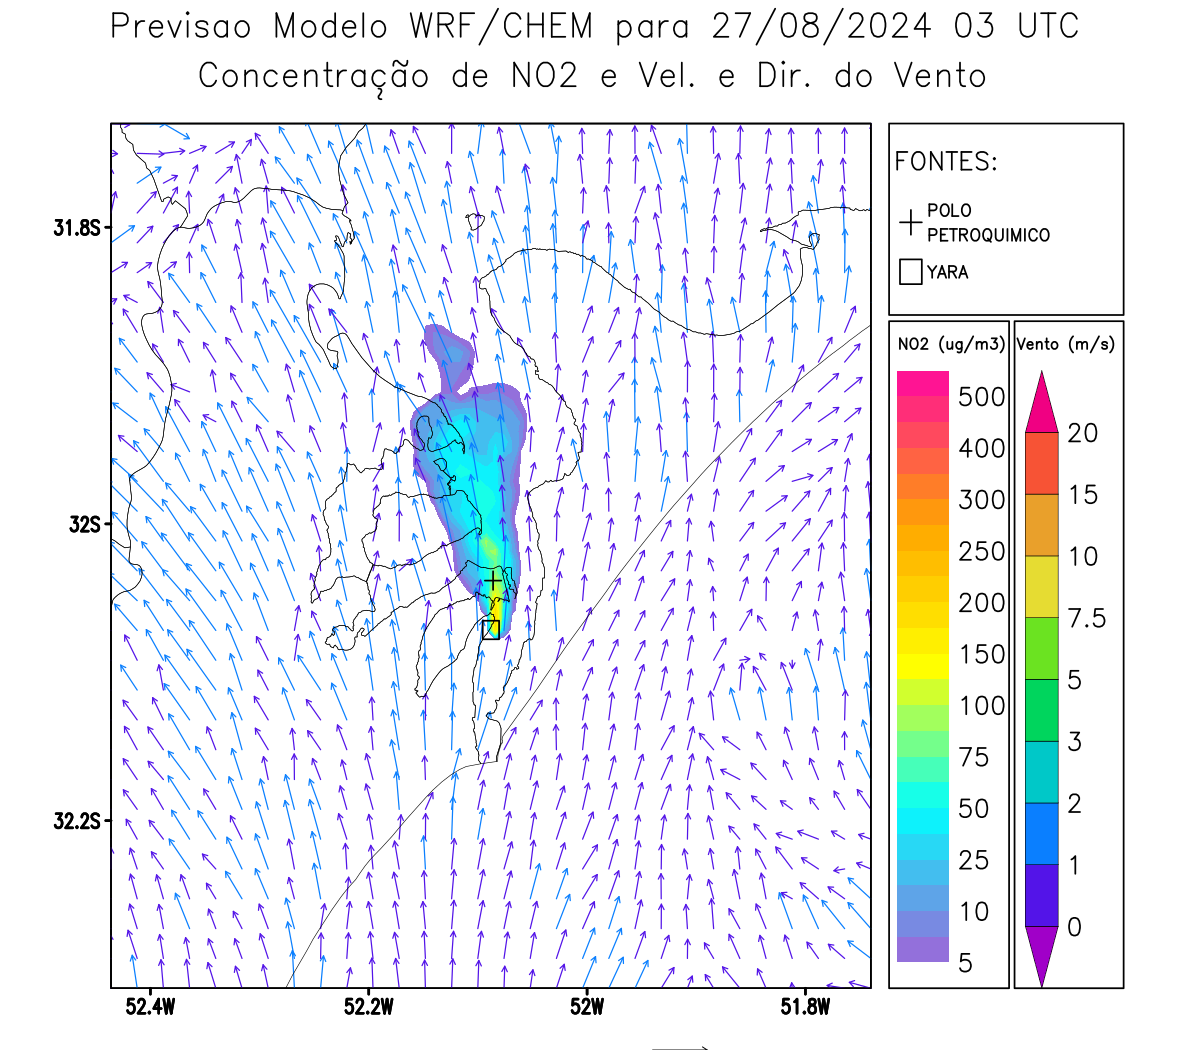 Previsao Modelo WRF/CHEM para 27/08/2024 03 UTC
Concentração de NO2 e Vel. e Dir. do Vento
FONTES:
POLO
PETROQUIMICO
YARA
NO2 (ug/m3)
500
400
300
250
200
150
100
75
50
25
10
5
Vento (m/s)
20
15
10
7.5
5
3
2
1
0
31.8S
32S
32.2S
52.4W
52.2W
52W
51.8W